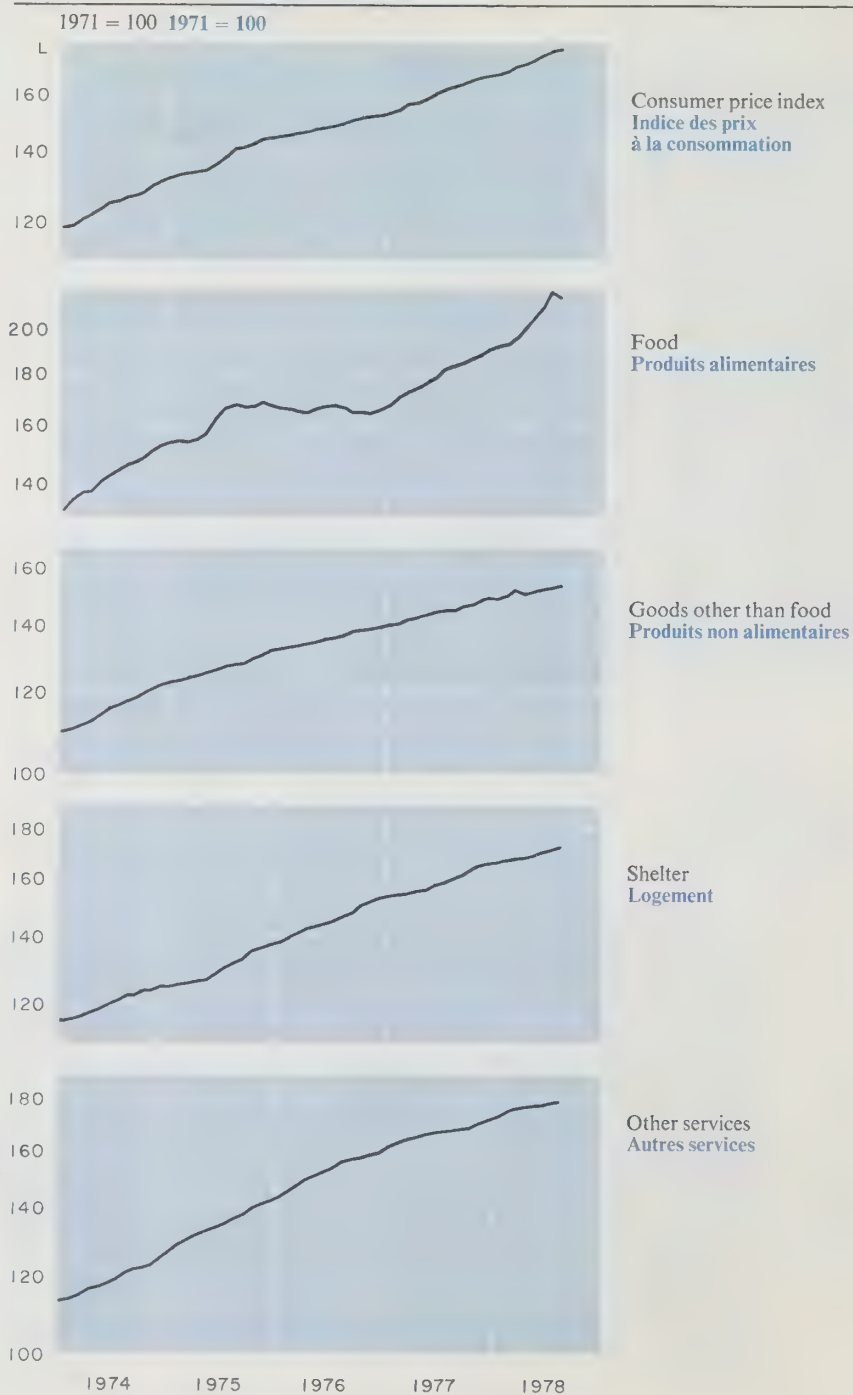 1971 = 100 1971 = 100
L
160
140
120
Consumer price index
Indice des prix
à la consommation
200
180
160
140
Food
Produits alimentaires
160
140
120
100
Goods other than food
Produits non alimentaires
180
160
140
120
Shelter
Logement
180
160
140
120
100
Other services
Autres services
1974 1975 1976 1977 1978